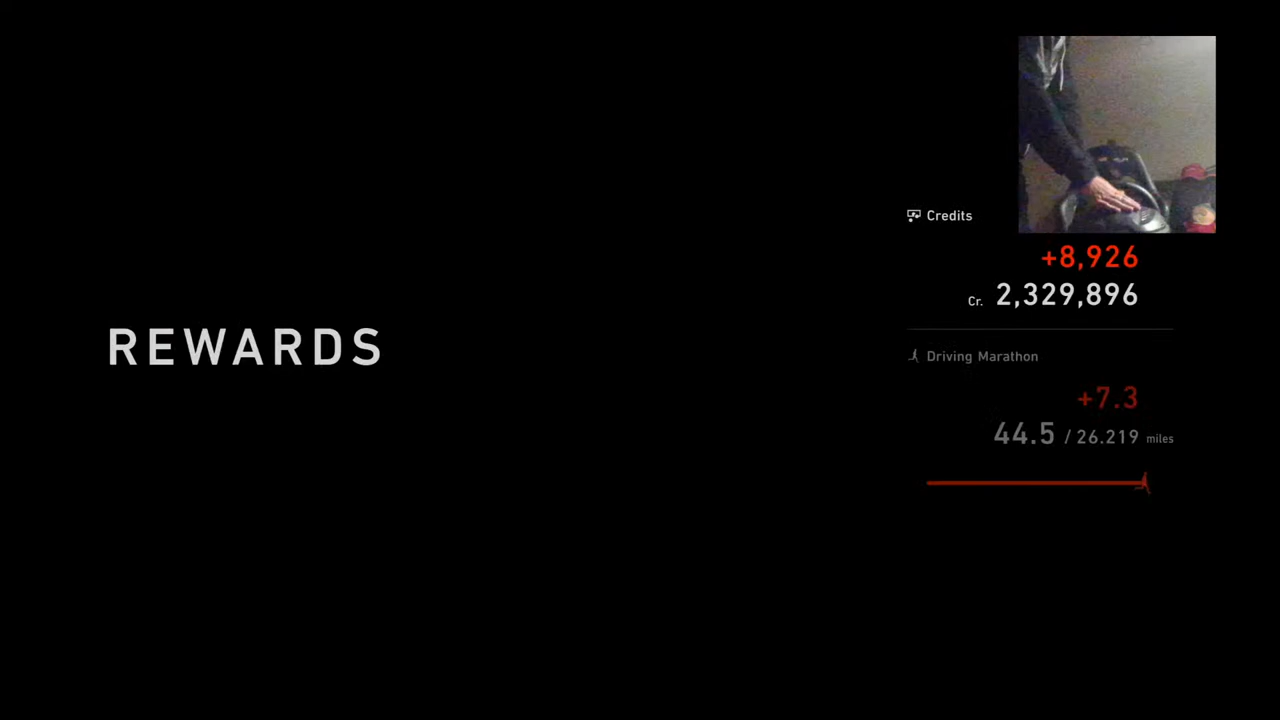 REWARDS
Credits
+8,926
Cr. 2,329,896
Driving Marathon
+7.3
44.5 / 26.219 miles